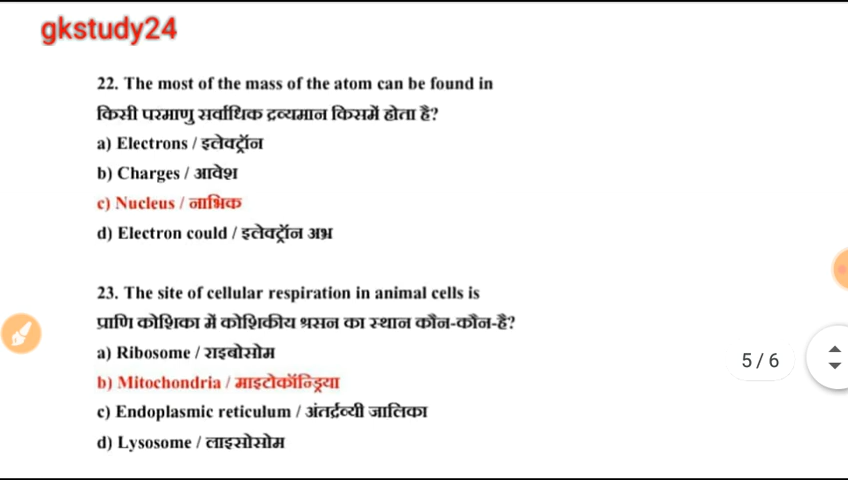 gkstudy24
22. The most of the mass of the atom can be found in
किसी परमाणु सर्वाधिक द्रव्यमान किसमें होता है?
a) Electrons / इलेक्ट्रॉन
b) Charges / आवेश
c) Nucleus / नाभिक
d) Electron could / इलेक्ट्रॉन अभ्र
23. The site of cellular respiration in animal cells is
प्राणि कोशिका में कोशिकीय श्वसन का स्थान कौन-कौन-है?
a) Ribosome / राइबोसोम
b) Mitochondria / माइटोकॉन्ड्रिया
5 / 6
c) Endoplasmic reticulum / अंतर्द्रव्यी जालिका
d) Lysosome / लाइसोसोम